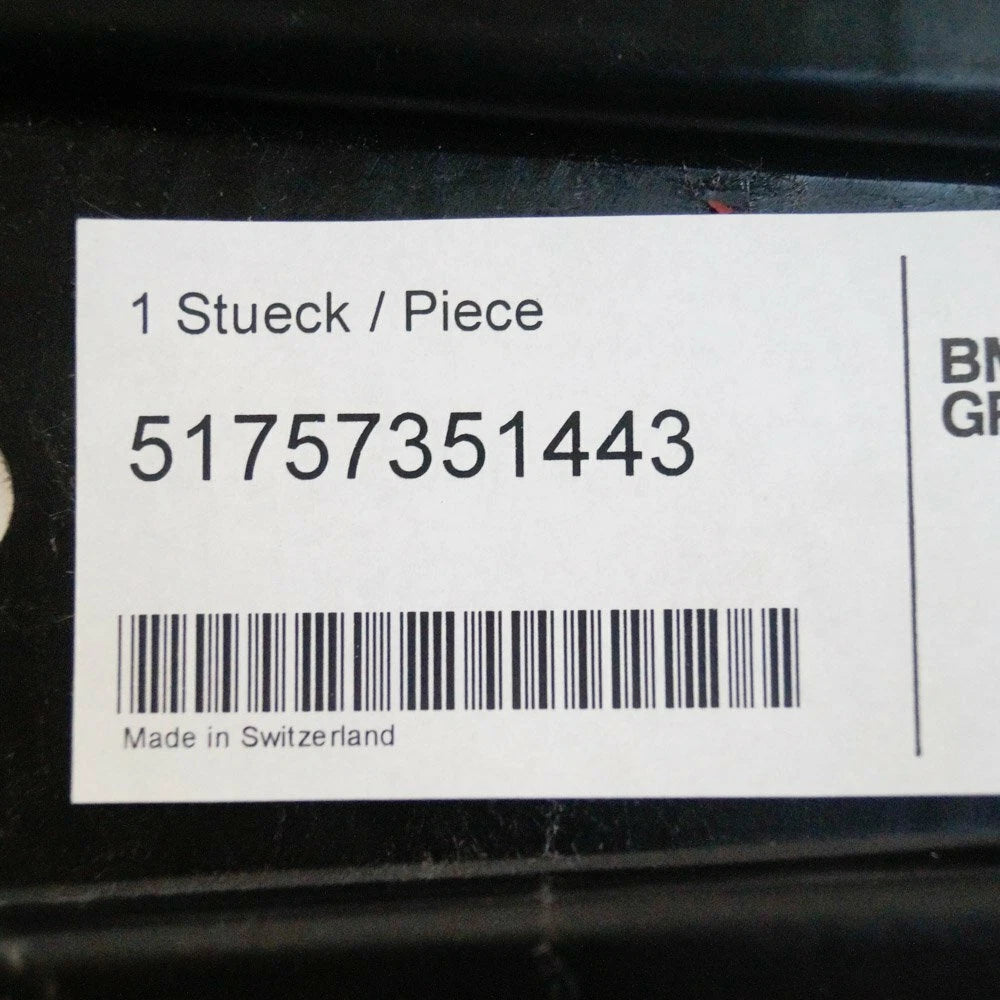 1 Stueck / Piece
51757351443
Made in Switzerland